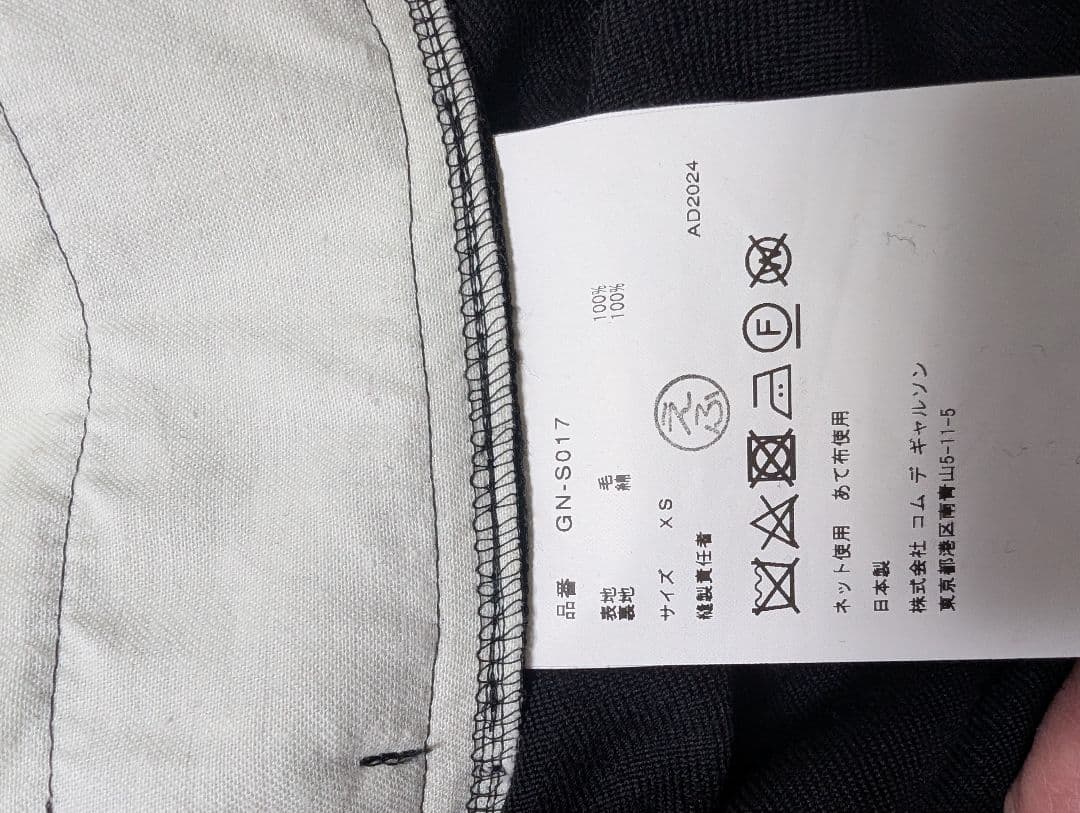 品番 GN-S017
表地 毛 100%
裏地 綿 100%
サイズ XS
縫製責任者 えふ AD2024
F
W
ネット使用 あて布使用
日本製
株式会社 コム デ ギャルソン
東京都港区南青山5-11-5